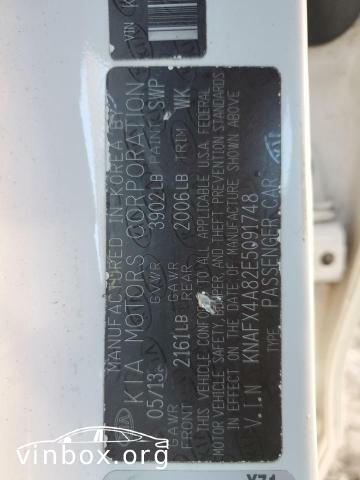 VIN K
MANUFACTURED IN KOREA BY
KIA MOTORS CORPORATION
05/13 GVWR 3902LB PAINT SWP
GAWR FRONT 2161LB GAWR REAR 2006LB TRIM WK
THIS VEHICLE CONFORMS TO ALL APPLICABLE U.S.A. FEDERAL
MOTOR VEHICLE SAFETY, BUMPER AND THEFT PREVENTION STANDARDS
IN EFFECT ON THE DATE OF MANUFACTURE SHOWN ABOVE
V.I.N KNAFX4A82E5091748
TYPE: PASSENGER CAR
KIA
vinbox.org